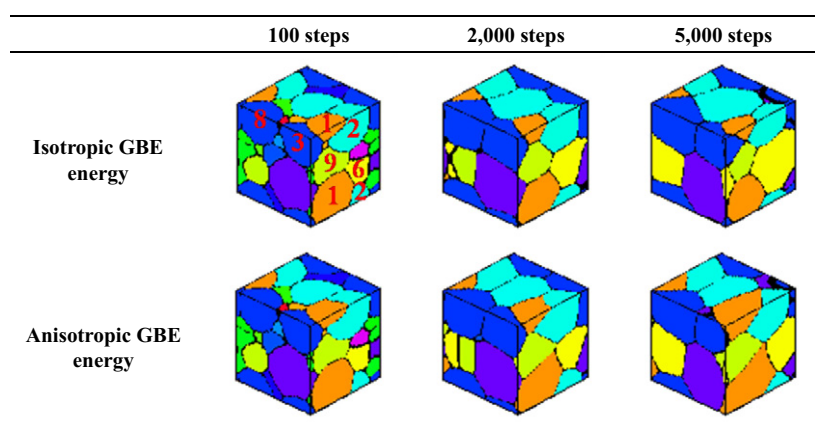 100 steps 2,000 steps 5,000 steps
Isotropic GBE
energy
8 1 2
3
9 6
1 2
Anisotropic GBE
energy